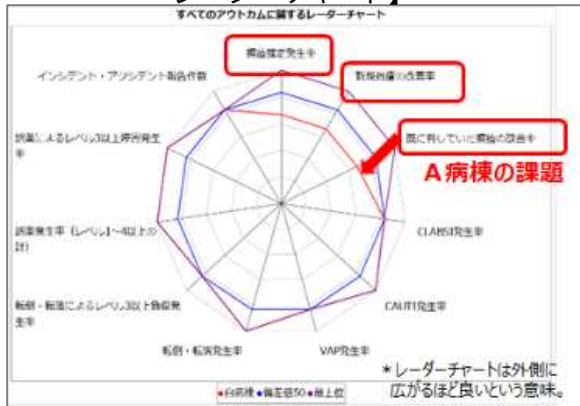 すべてのアウトカムに関するレーダーチャート
褥瘡推定発生率
インシデント・アクシデント報告件数
新規褥瘡の改善率
既に有していた褥瘡の改善率
A病棟の課題
誤薬によるレベル3以上障害発生
率
誤薬発生率(レベル1~4以上の
計)
CLABSI発生率
転倒・転落によるレベル3以上負傷発
生率
CAUTI発生率
転倒・転落発生率
VAP発生率
*レーダーチャートは外側に
広がるほど良いという意味。
自病棟 偏差値50 最上位